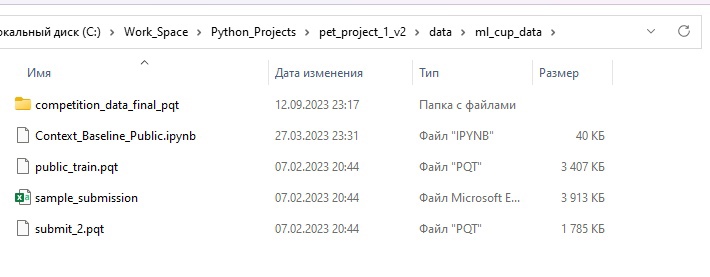 окальный диск (C:) > Work_Space > Python_Projects > pet_project_1_v2 > data > ml_cup_data >
Имя Дата изменения Тип Размер
competition_data_final_pqt 12.09.2023 23:17 Папка с файлами
Context_Baseline_Public.ipynb 27.03.2023 23:31 Файл "IPYNB" 40 КБ
public_train.pqt 07.02.2023 20:44 Файл "PQT" 3 407 КБ
sample_submission 07.02.2023 20:44 Файл Microsoft E... 3 913 КБ
submit_2.pqt 07.02.2023 20:44 Файл "PQT" 1 785 КБ